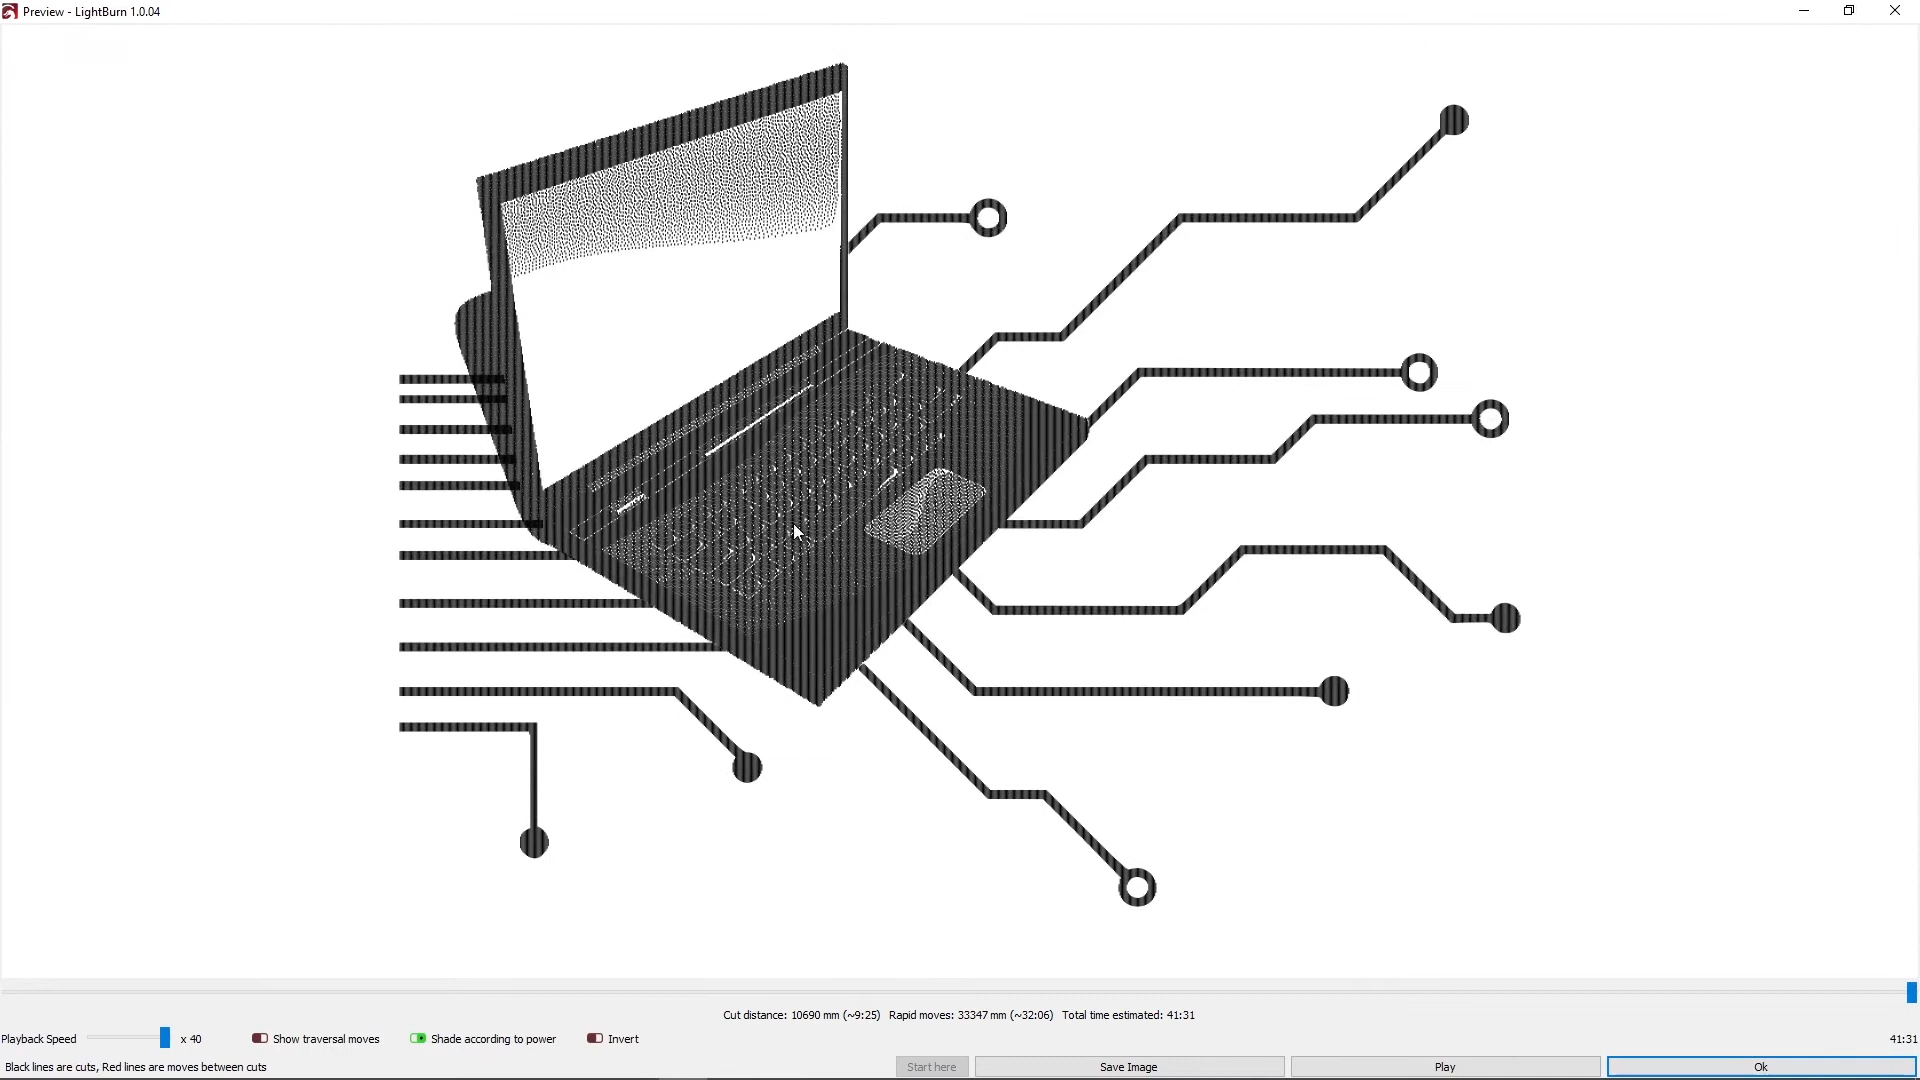 Preview - LightBurn 1.0.04
Cut distance: 10690 mm (~9:25) Rapid moves: 33347 mm (~32:06) Total time estimated: 41:31
Playback Speed x 40 Show traversal moves Shade according to power Invert 41:31
Black lines are cuts, Red lines are moves between cuts Start here Save Image Play Ok